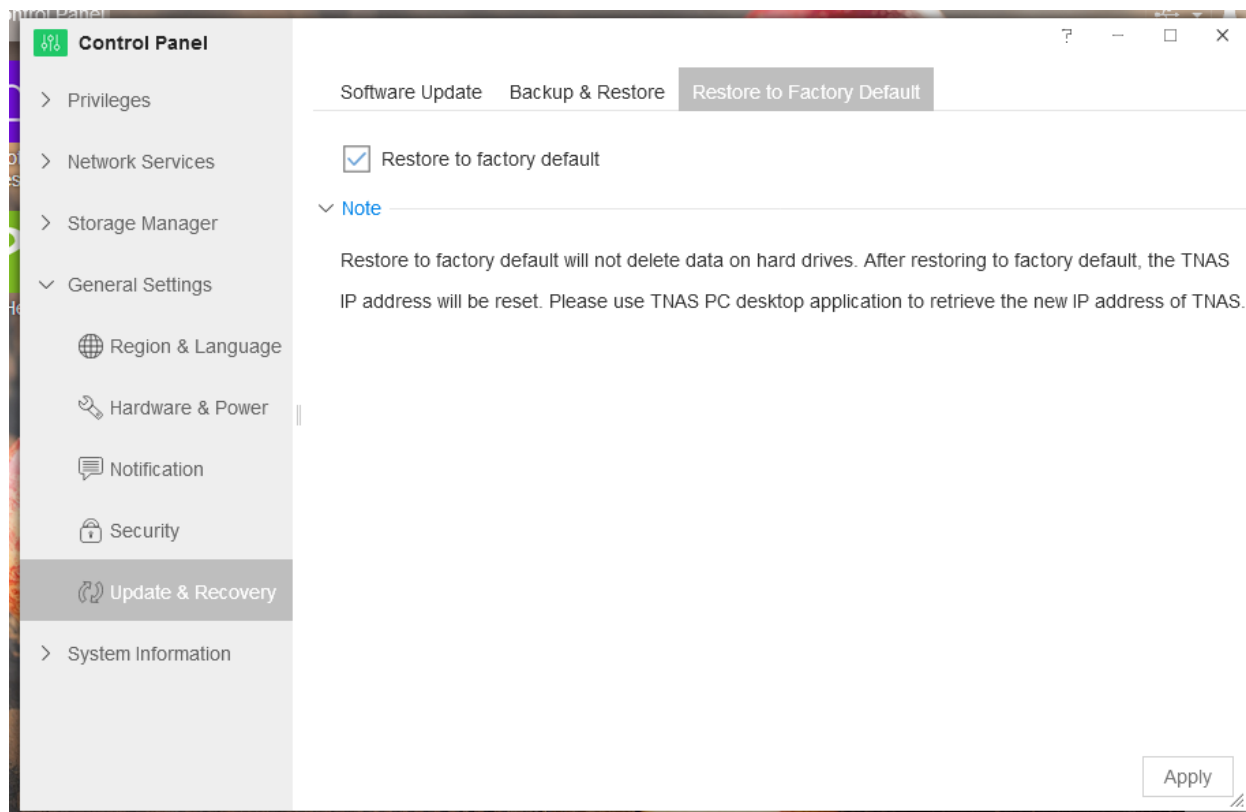 Control Panel
Control Panel
Software Update Backup & Restore Restore to Factory Default
Privileges
Network Services
Storage Manager
General Settings
Region & Language
Hardware & Power
Notification
Security
Update & Recovery
System Information
Restore to factory default
Note
Restore to factory default will not delete data on hard drives. After restoring to factory default, the TNAS
IP address will be reset. Please use TNAS PC desktop application to retrieve the new IP address of TNAS.
Apply